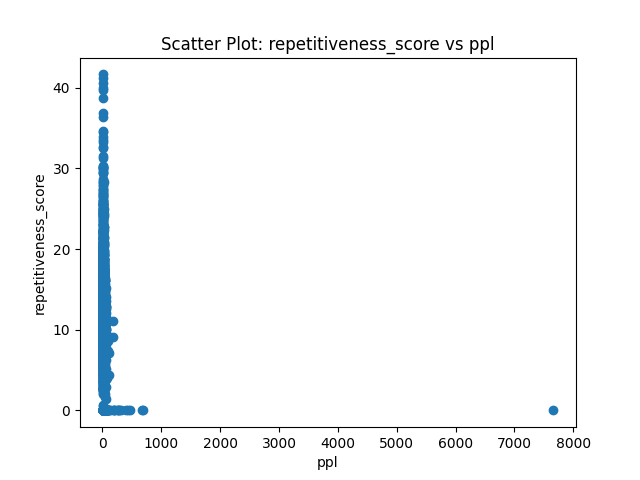 Scatter Plot: repetitiveness_score vs ppl
40
30
20
10
0
repetitiveness_score
0 1000 2000 3000 4000 5000 6000 7000 8000
ppl